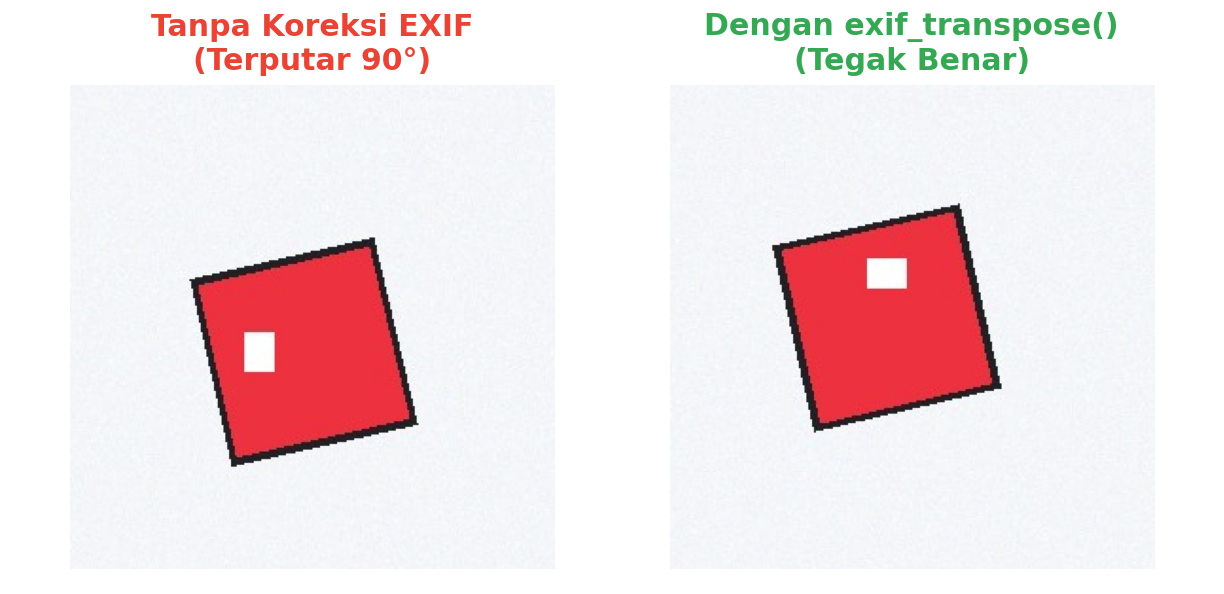 Tanpa Koreksi EXIF
(Terputar 90°)
Dengan exif_transpose()
(Tegak Benar)